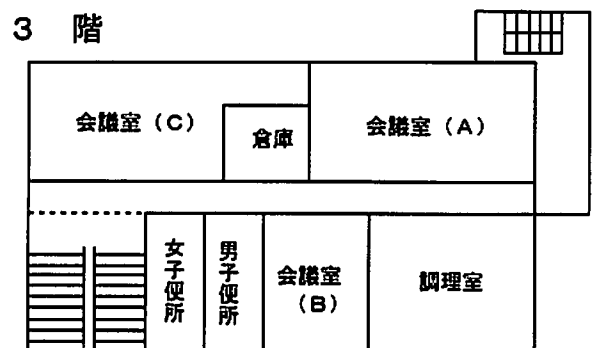 3 階
会議室（C）
倉庫
会議室（A）
女子便所
男子便所
会議室
（B）
調理室